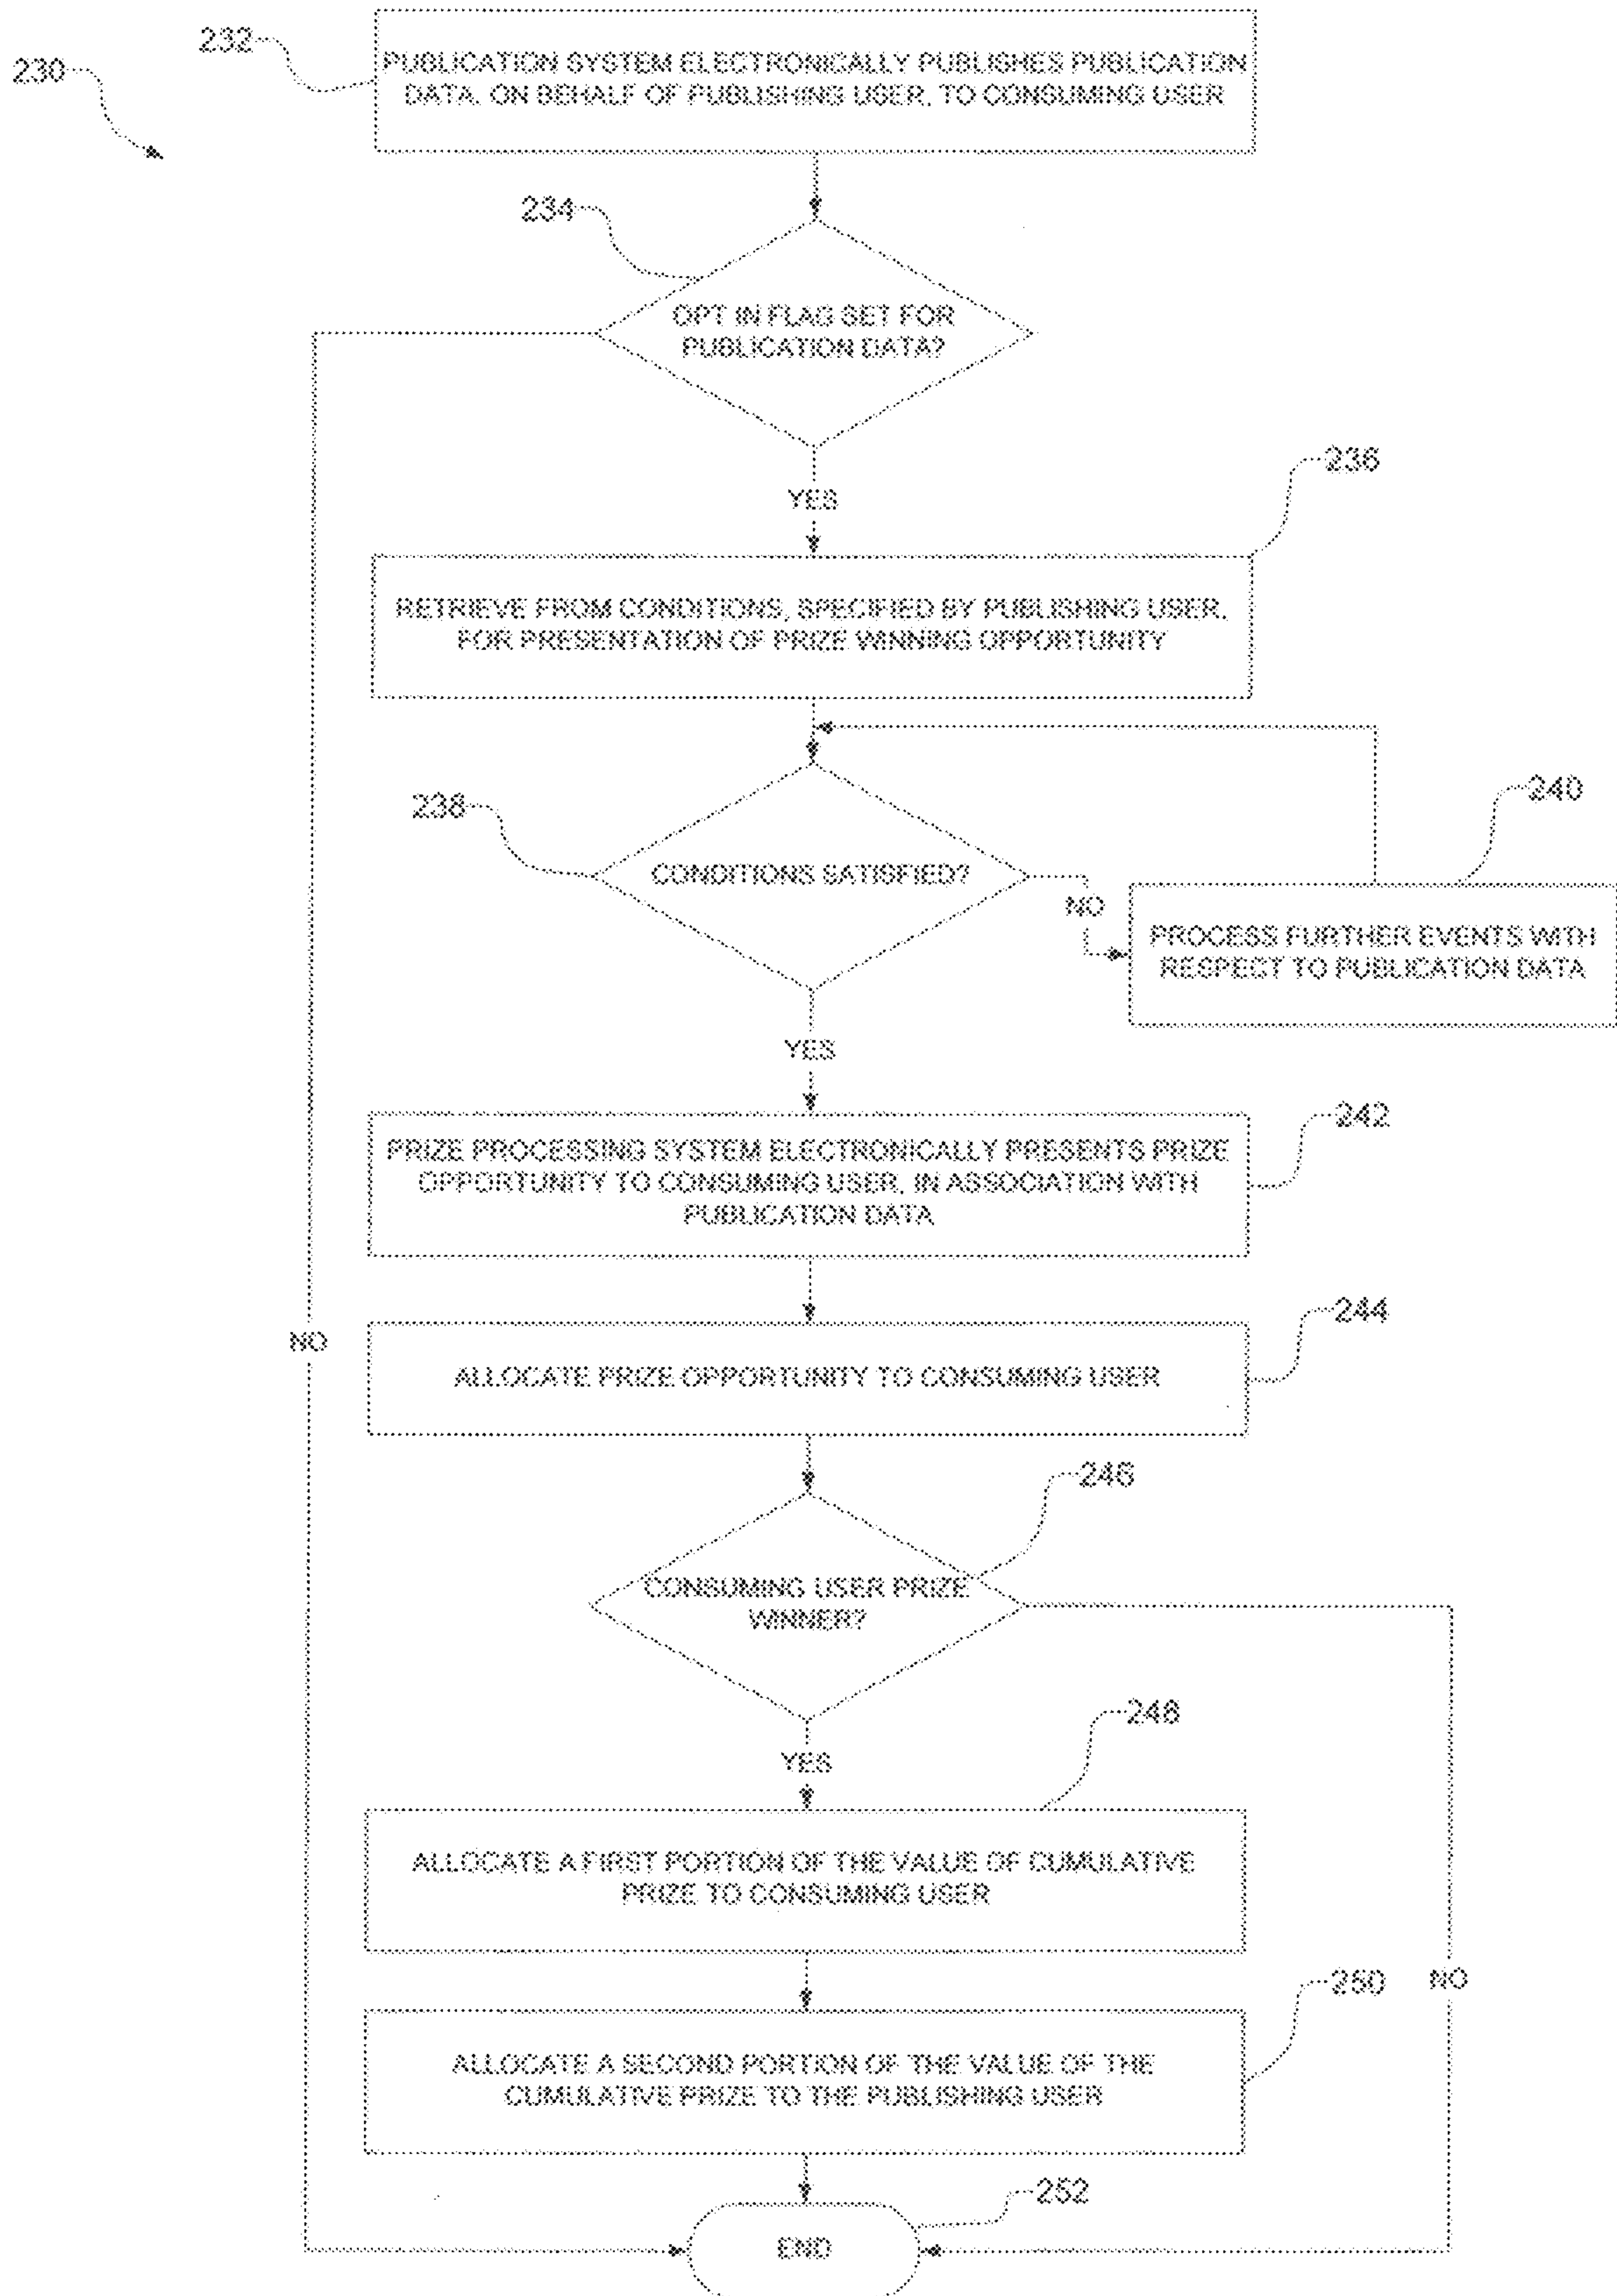 230
232
PUBLICATION SYSTEM ELECTRONICALLY PUBLISHES PUBLICATION
DATA, ON BEHALF OF PUBLISHING USER, TO CONSUMING USER
234
OPT IN FLAG SET FOR
PUBLICATION DATA?
YES
236
RETRIEVE FROM CONDITIONS, SPECIFIED BY PUBLISHING USER,
FOR PRESENTATION OF PRIZE WINNING OPPORTUNITY
238
CONDITIONS SATISFIED?
NO
240
PROCESS FURTHER EVENTS WITH
RESPECT TO PUBLICATION DATA
YES
242
PRIZE PROCESSING SYSTEM ELECTRONICALLY PRESENTS PRIZE
OPPORTUNITY TO CONSUMING USER, IN ASSOCIATION WITH
PUBLICATION DATA
244
NO
ALLOCATE PRIZE OPPORTUNITY TO CONSUMING USER
246
CONSUMING USER PRIZE
WINNER?
248
YES
ALLOCATE A FIRST PORTION OF THE VALUE OF CUMULATIVE
PRIZE TO CONSUMING USER
250
NO
ALLOCATE A SECOND PORTION OF THE VALUE OF THE
CUMULATIVE PRIZE TO THE PUBLISHING USER
252
END